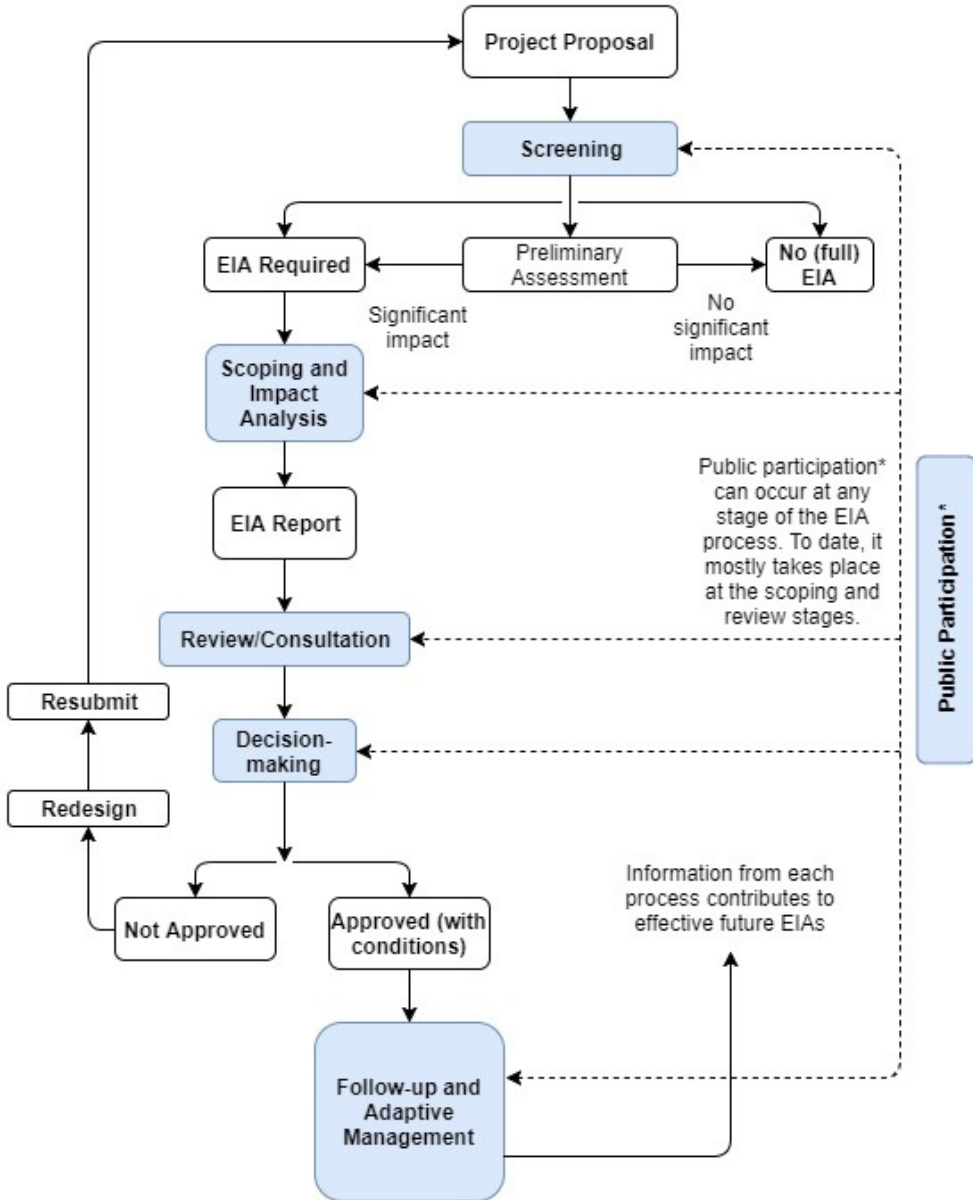 Project Proposal
Screening
EIA Required
Preliminary
Assessment
No (full)
EIA
Significant
impact
No
significant
impact
Scoping and
Impact
Analysis
Public participation*
can occur at any
stage of the EIA
process. To date, it
mostly takes place
at the scoping and
review stages.
Public Participation*
EIA Report
Review/Consultation
Resubmit
Decision-
making
Redesign
Not Approved
Approved (with
conditions)
Information from each
process contributes to
effective future EIAs
Follow-up and
Adaptive
Management